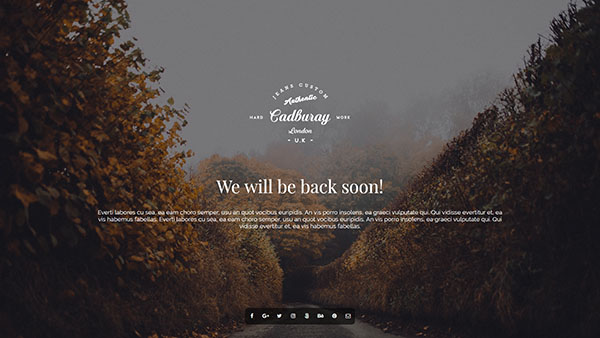 JEANS CUSTOM
Authentic
HARD Cadburay WORK
London
- U.K -
We will be back soon!
Everti labores cu sea, ea eam choro semper, usu an quot vocibus euripidis. An vis porro insolens, ea graeci vulputate qui. Qui vidisse evertitur et, ea
vis habemus fabellas. Everti labores cu sea, ea eam choro semper, usu an quot vocibus euripidis. An vis porro insolens, ea graeci vulputate qui. Qui
vidisse evertitur et, ea vis habemus fabellas.